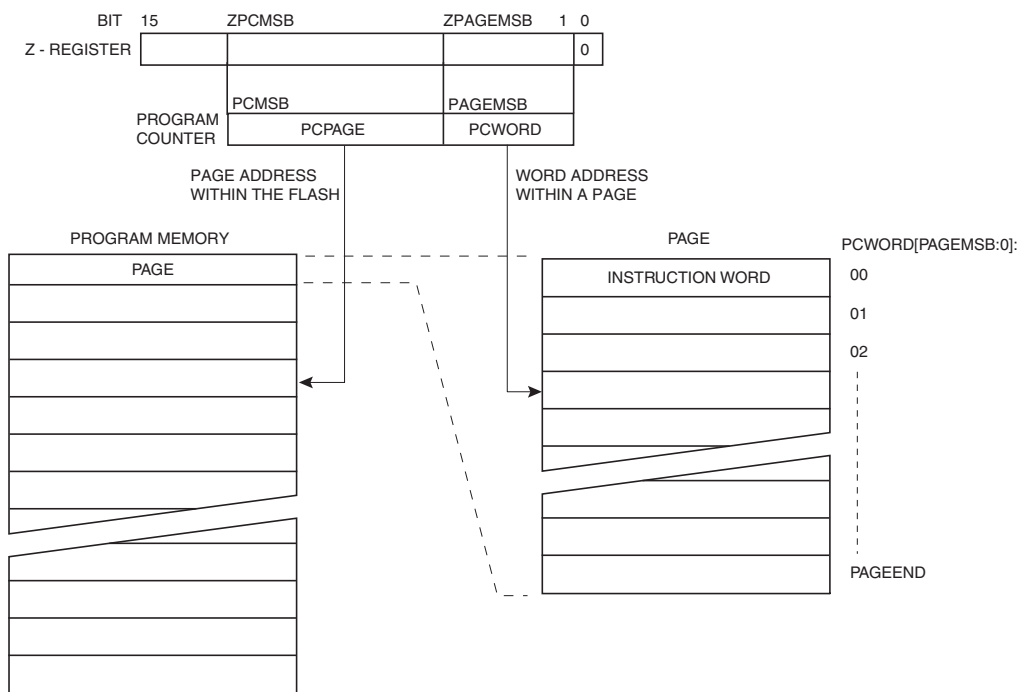 BIT 15 ZPCMSB ZPAGEMSB 1 0
Z - REGISTER 0
PCMSB PAGEMSB
PROGRAM
COUNTER
PCPAGE PCWORD
PAGE ADDRESS
WITHIN THE FLASH
WORD ADDRESS
WITHIN A PAGE
PROGRAM MEMORY
PAGE
PAGE
PCWORD[PAGEMSB:0]:
INSTRUCTION WORD 00
01
02
PAGEEND